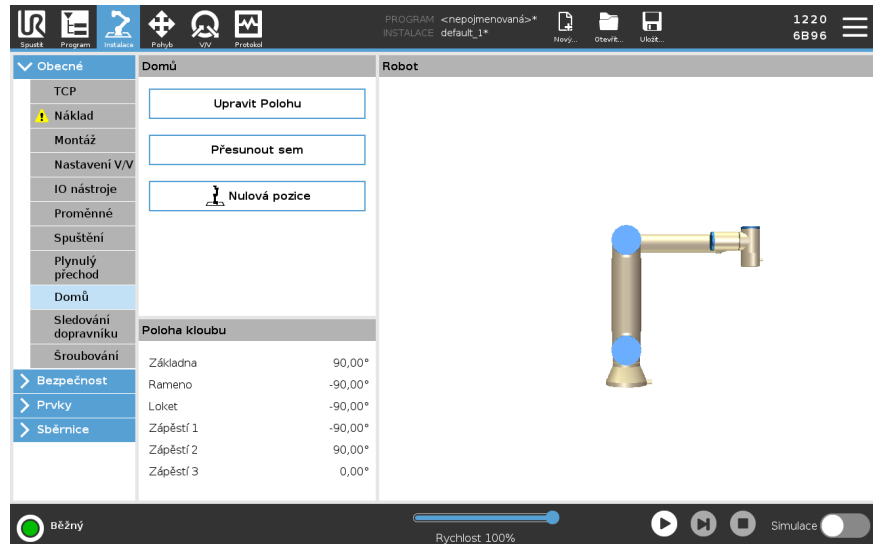 UR
PROGRAM <nepojmenovaná>*
INSTALACE default_1*
1220
6B96
Spustit Program Instalace Pohyb V/V Protokol Nový... Otevřít... Uložit...
Obecné
Domů
Robot
TCP
Náklad
Montáž
Nastavení V/V
IO nástroje
Proměnné
Spuštění
Plynulý
přechod
Domů
Sledování
dopravníku
Šroubování
Bezpečnost
Prvky
Sběrnice
Upravit Polohu
Přesunout sem
Nulová pozice
Poloha kloubu
Základna 90,00°
Rameno -90,00°
Loket -90,00°
Zápěstí 1 -90,00°
Zápěstí 2 90,00°
Zápěstí 3 0,00°
Běžný
Rychlost 100%
Simulace